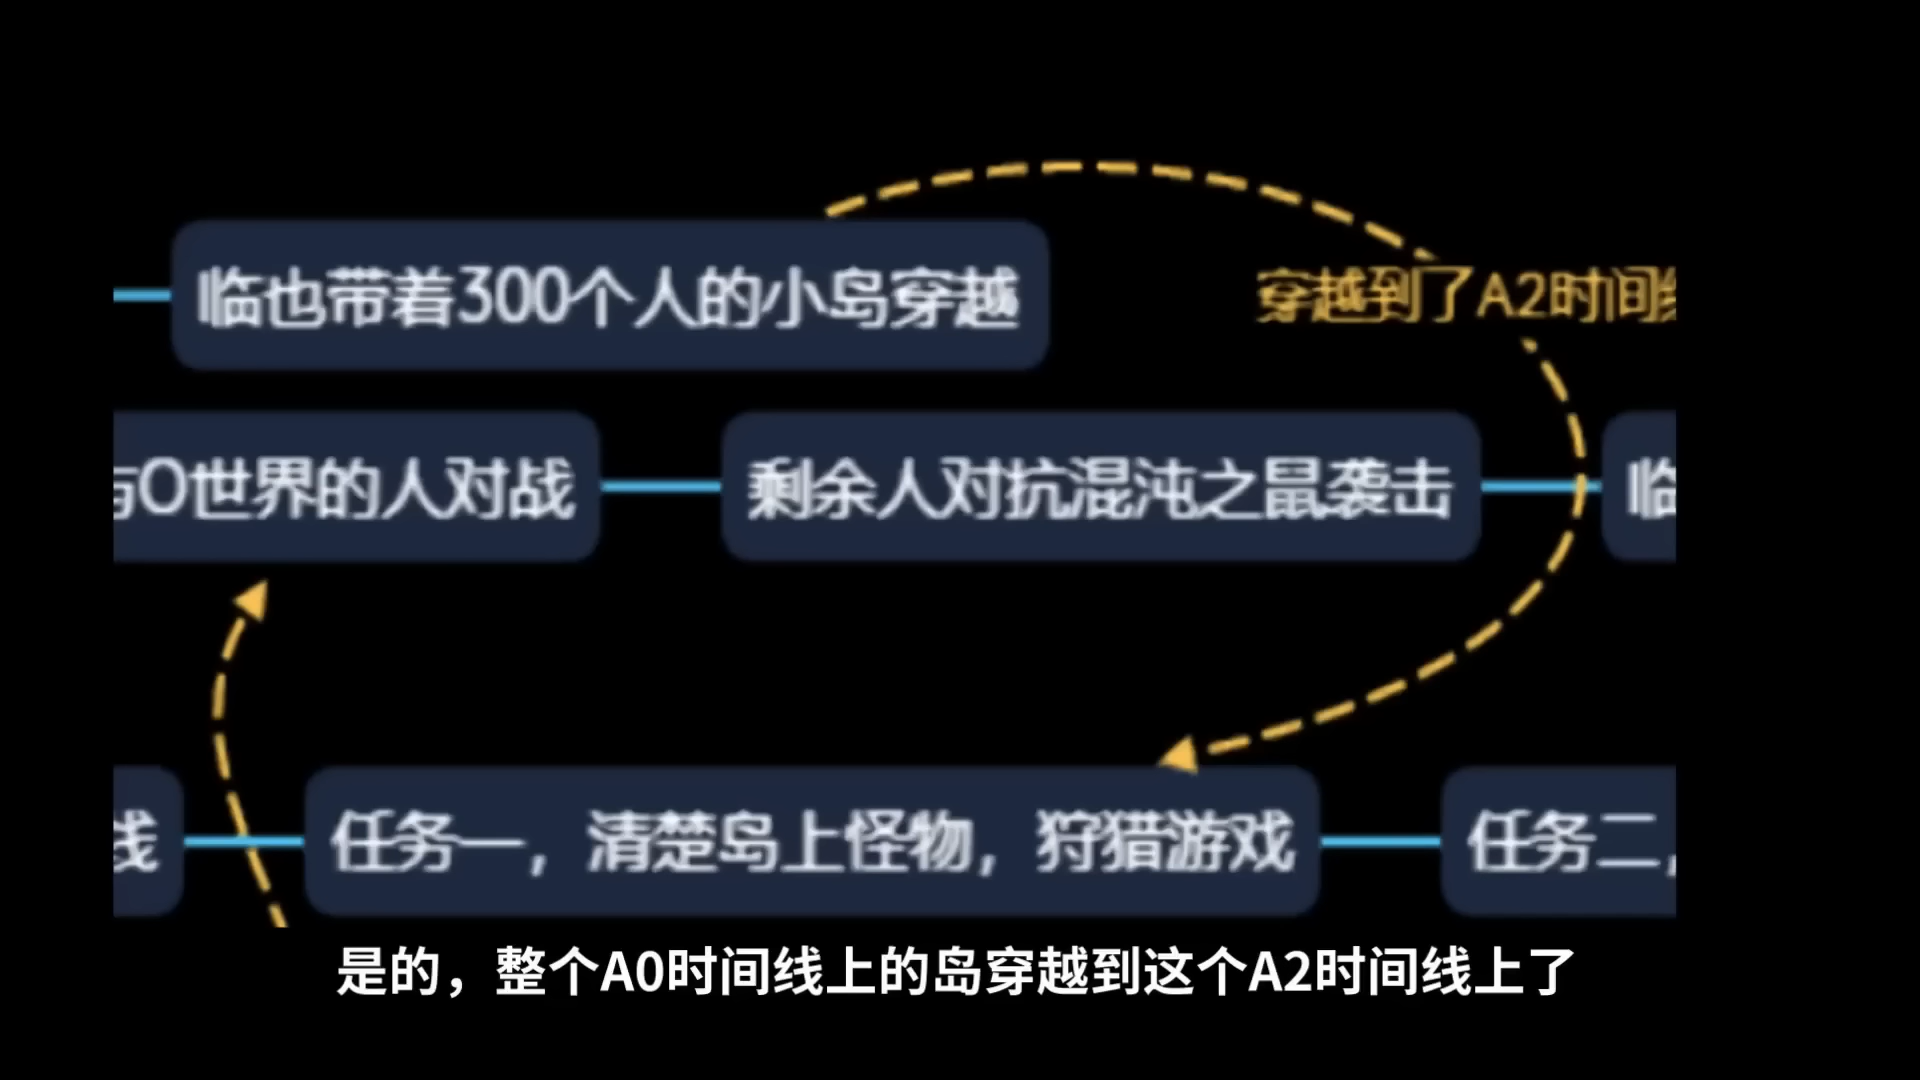 临也带着300个人的小岛穿越
穿越到了A2时间
O世界的人对战
剩余人对抗混沌之鼠袭击
临
线
任务一，清楚岛上怪物，狩猎游戏
任务二，
是的，整个A0时间线上的岛穿越到这个A2时间线上了